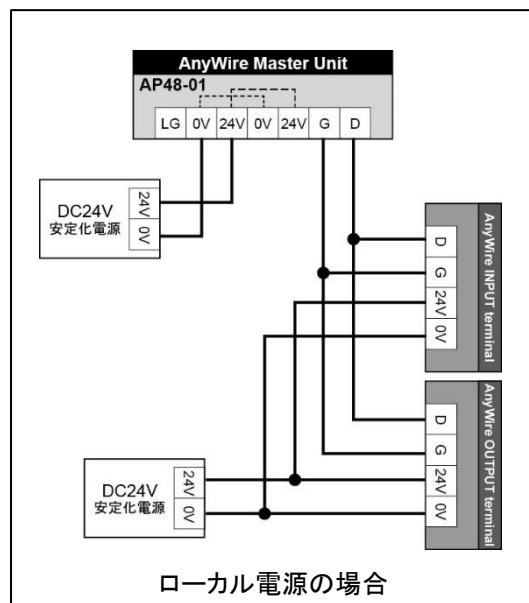 AnyWire Master Unit
AP48-01
LG 0V 24V 0V 24V G D
24V
0V
DC24V
安定化電源
AnyWire INPUT terminal
D
G
24V
0V
AnyWire OUTPUT terminal
D
G
24V
0V
24V
0V
DC24V
安定化電源
ローカル電源の場合